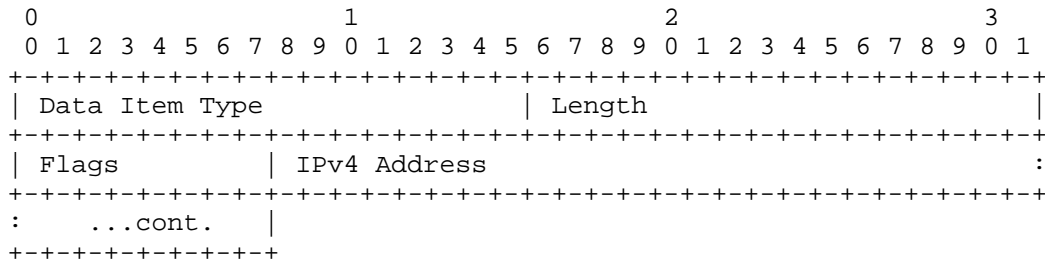 0                   1                   2                   3
 0 1 2 3 4 5 6 7 8 9 0 1 2 3 4 5 6 7 8 9 0 1 2 3 4 5 6 7 8 9 0 1
+-+-+-+-+-+-+-+-+-+-+-+-+-+-+-+-+-+-+-+-+-+-+-+-+-+-+-+-+-+-+-+-+
| Data Item Type                | Length                        |
+-+-+-+-+-+-+-+-+-+-+-+-+-+-+-+-+-+-+-+-+-+-+-+-+-+-+-+-+-+-+-+-+
| Flags         | IPv4 Address                                  :
+-+-+-+-+-+-+-+-+-+-+-+-+-+-+-+-+-+-+-+-+-+-+-+-+-+-+-+-+-+-+-+-+
:    ...cont.   |
+-+-+-+-+-+-+-+-+